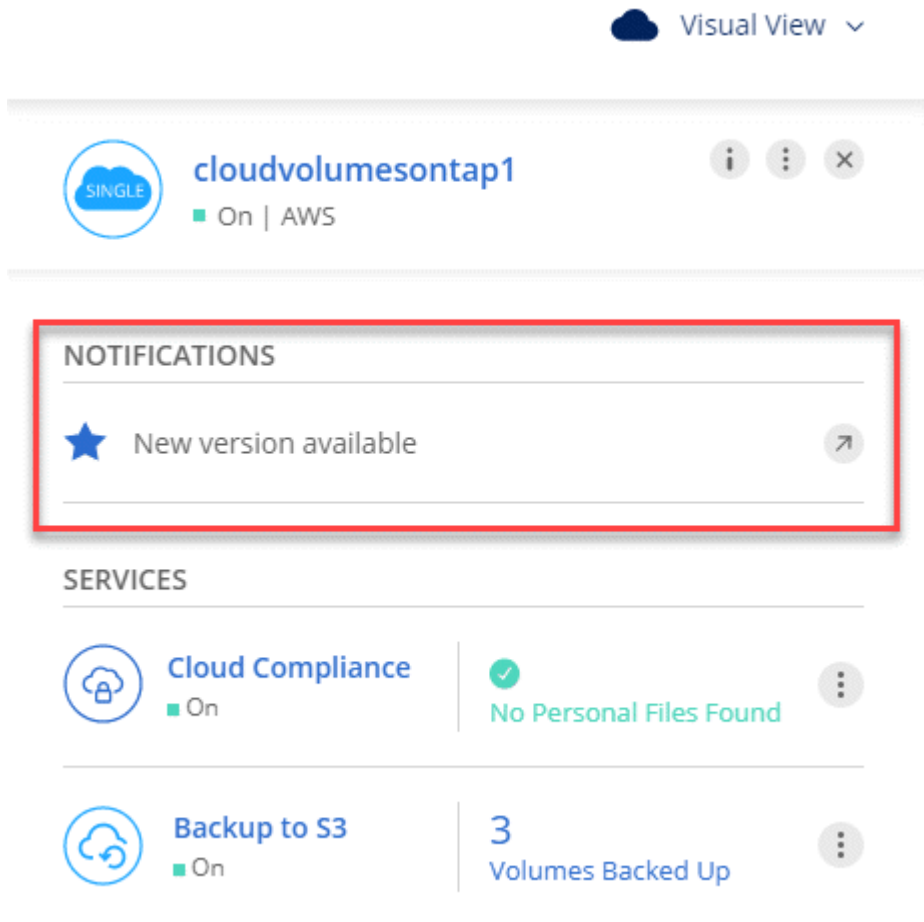 Visual View
SINGLE
cloudvolumesontap1
On | AWS
NOTIFICATIONS
New version available
SERVICES
Cloud Compliance
On
No Personal Files Found
Backup to S3
On
3
Volumes Backed Up